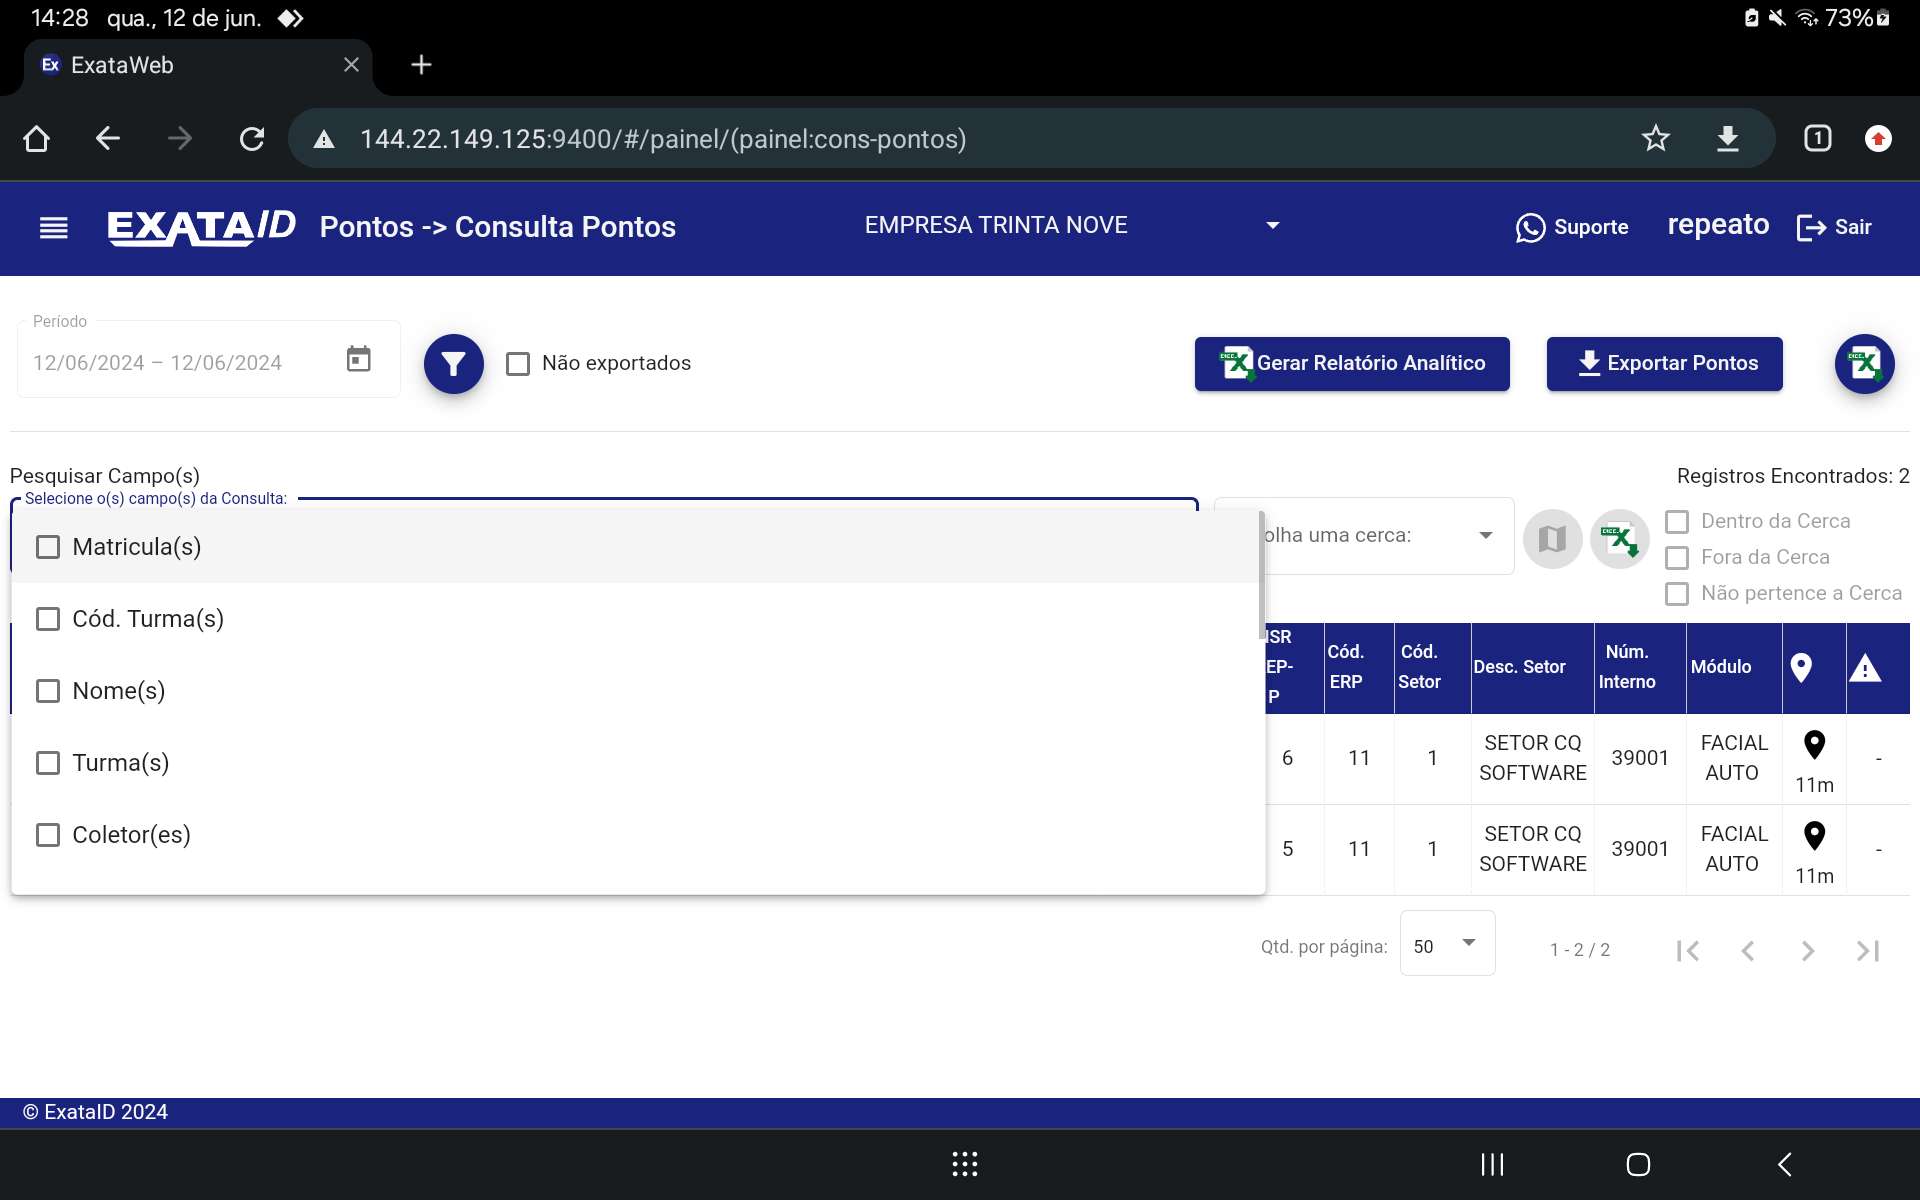 14:28 qua., 12 de jun.
73%
Ex ExataWeb
144.22.149.125:9400/#/painel/(painel:cons-pontos)
1
EXATAID Pontos -> Consulta Pontos
EMPRESA TRINTA NOVE
Suporte
repeato
Sair
Período
12/06/2024 – 12/06/2024
Não exportados
Gerar Relatório Analítico
Exportar Pontos
Pesquisar Campo(s)
Registros Encontrados: 2
Selecione o(s) campo(s) da Consulta:
Matricula(s)
Cód. Turma(s)
Nome(s)
Turma(s)
Coletor(es)
olha uma cerca:
Dentro da Cerca
Fora da Cerca
Não pertence a Cerca
SR
EP-
P
Cód.
ERP
Cód.
Setor
Desc. Setor
Núm.
Interno
Módulo
6 11 1 SETOR CQ SOFTWARE 39001 FACIAL AUTO 11m -
5 11 1 SETOR CQ SOFTWARE 39001 FACIAL AUTO 11m -
Qtd. por página: 50 1 - 2 / 2
© ExataID 2024